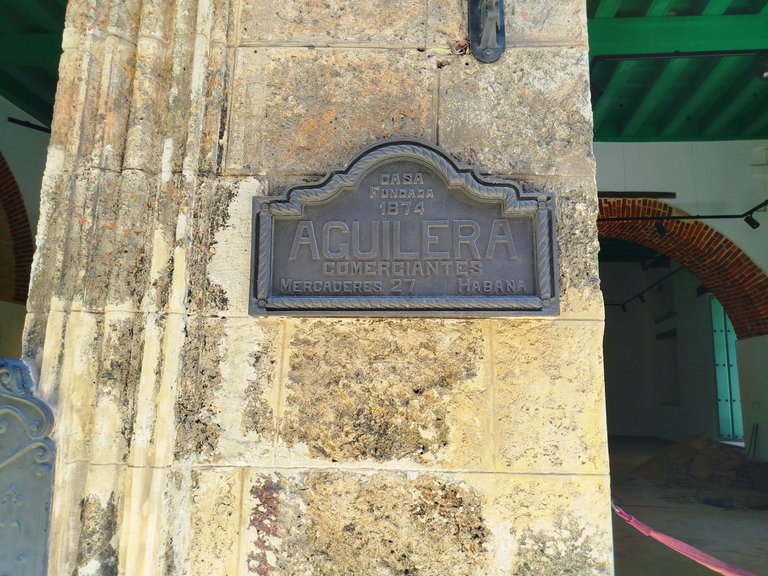 CASA
FUNDADA
1874
AGUILERA
COMERCIANTES
MERCADERES 27 HABANA